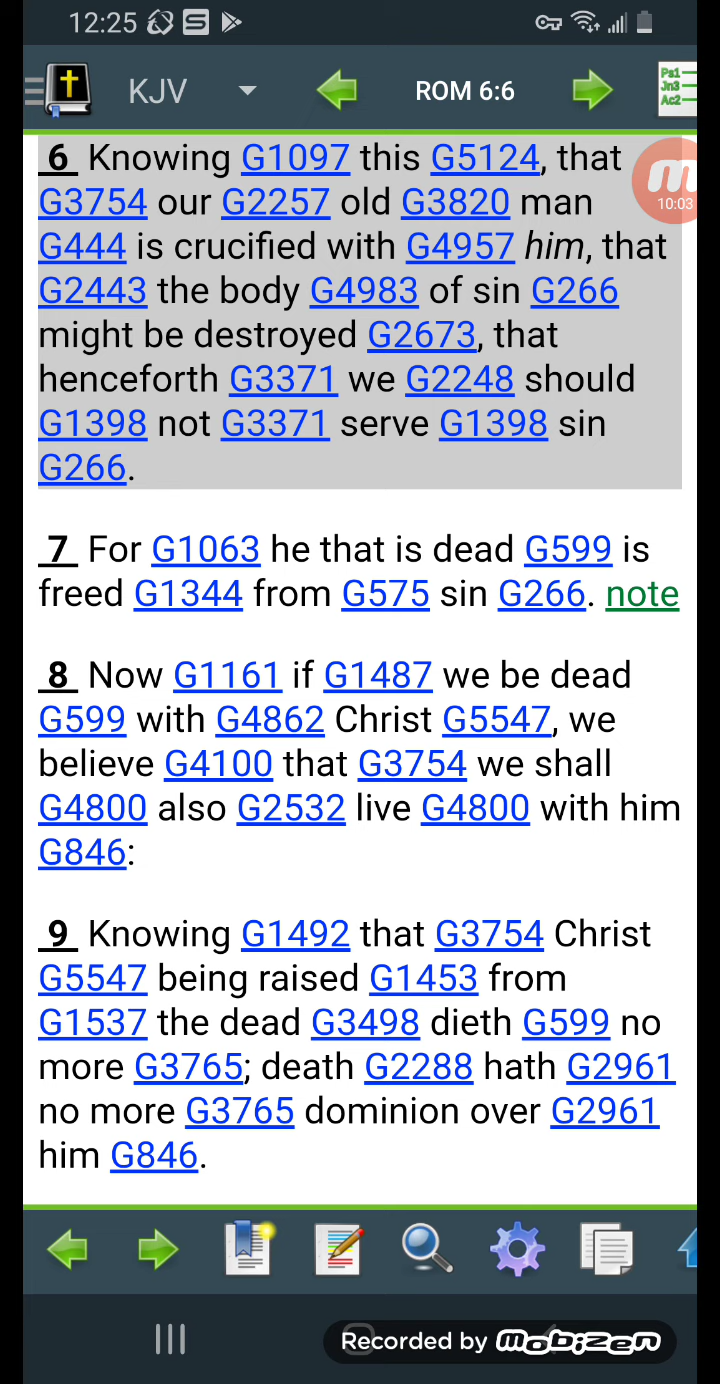 12:25
KJV ROM 6:6
Ps1
Jn3
Ac2
10:03
6 Knowing G1097 this G5124, that
G3754 our G2257 old G3820 man
G444 is crucified with G4957 him, that
G2443 the body G4983 of sin G266
might be destroyed G2673, that
henceforth G3371 we G2248 should
G1398 not G3371 serve G1398 sin
G266.
7 For G1063 he that is dead G599 is
freed G1344 from G575 sin G266. note
8 Now G1161 if G1487 we be dead
G599 with G4862 Christ G5547, we
believe G4100 that G3754 we shall
G4800 also G2532 live G4800 with him
G846:
9 Knowing G1492 that G3754 Christ
G5547 being raised G1453 from
G1537 the dead G3498 dieth G599 no
more G3765; death G2288 hath G2961
no more G3765 dominion over G2961
him G846.
Recorded by mobizen